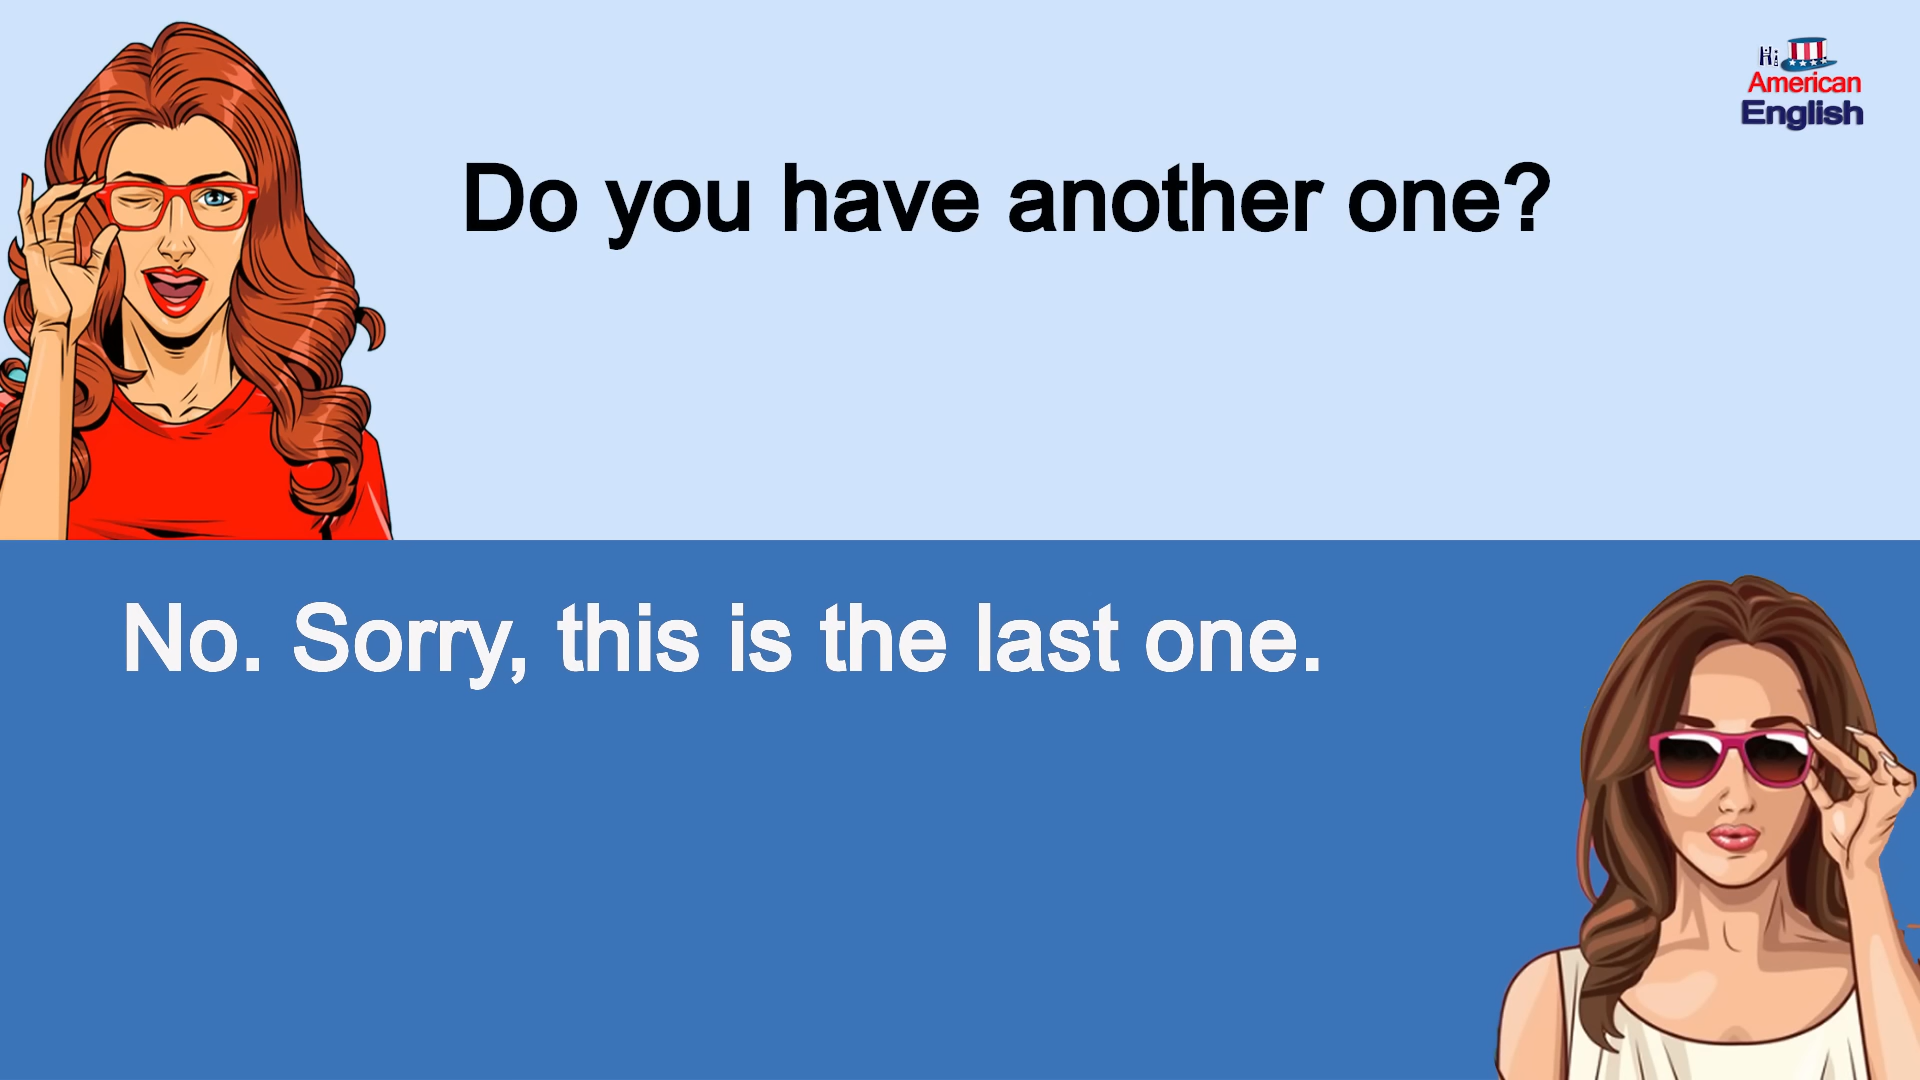 Hi
American
English
Do you have another one?
No. Sorry, this is the last one.